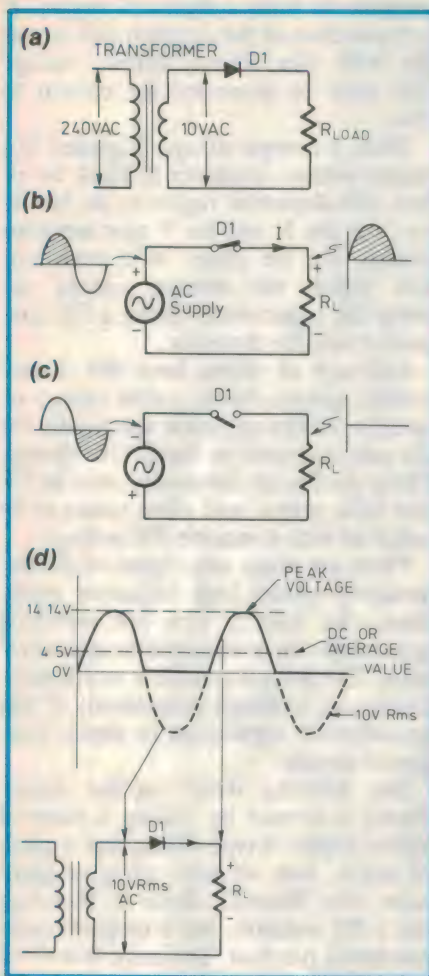 (a)
TRANSFORMER
D1
240VAC
10VAC
RLOAD
(b)
D1
I
+
+
AC
Supply
RL
-
-
(c)
D1
-
RL
+
(d)
PEAK
VOLTAGE
14 14V
DC OR
AVERAGE
4 5V
VALUE
0V
10V Rms
D1
+
10VRms
AC
RL
-